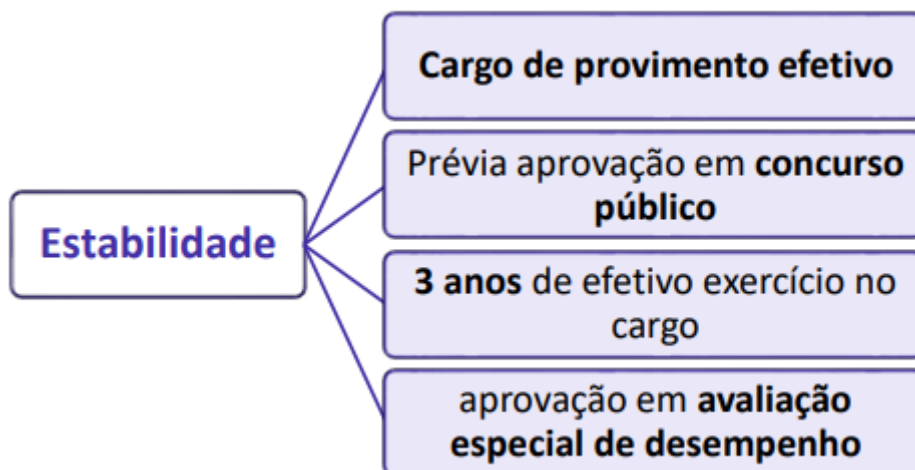 Cargo de provimento efetivo
Prévia aprovação em concurso
público
Estabilidade
3 anos de efetivo exercício no
cargo
aprovação em avaliação
especial de desempenho